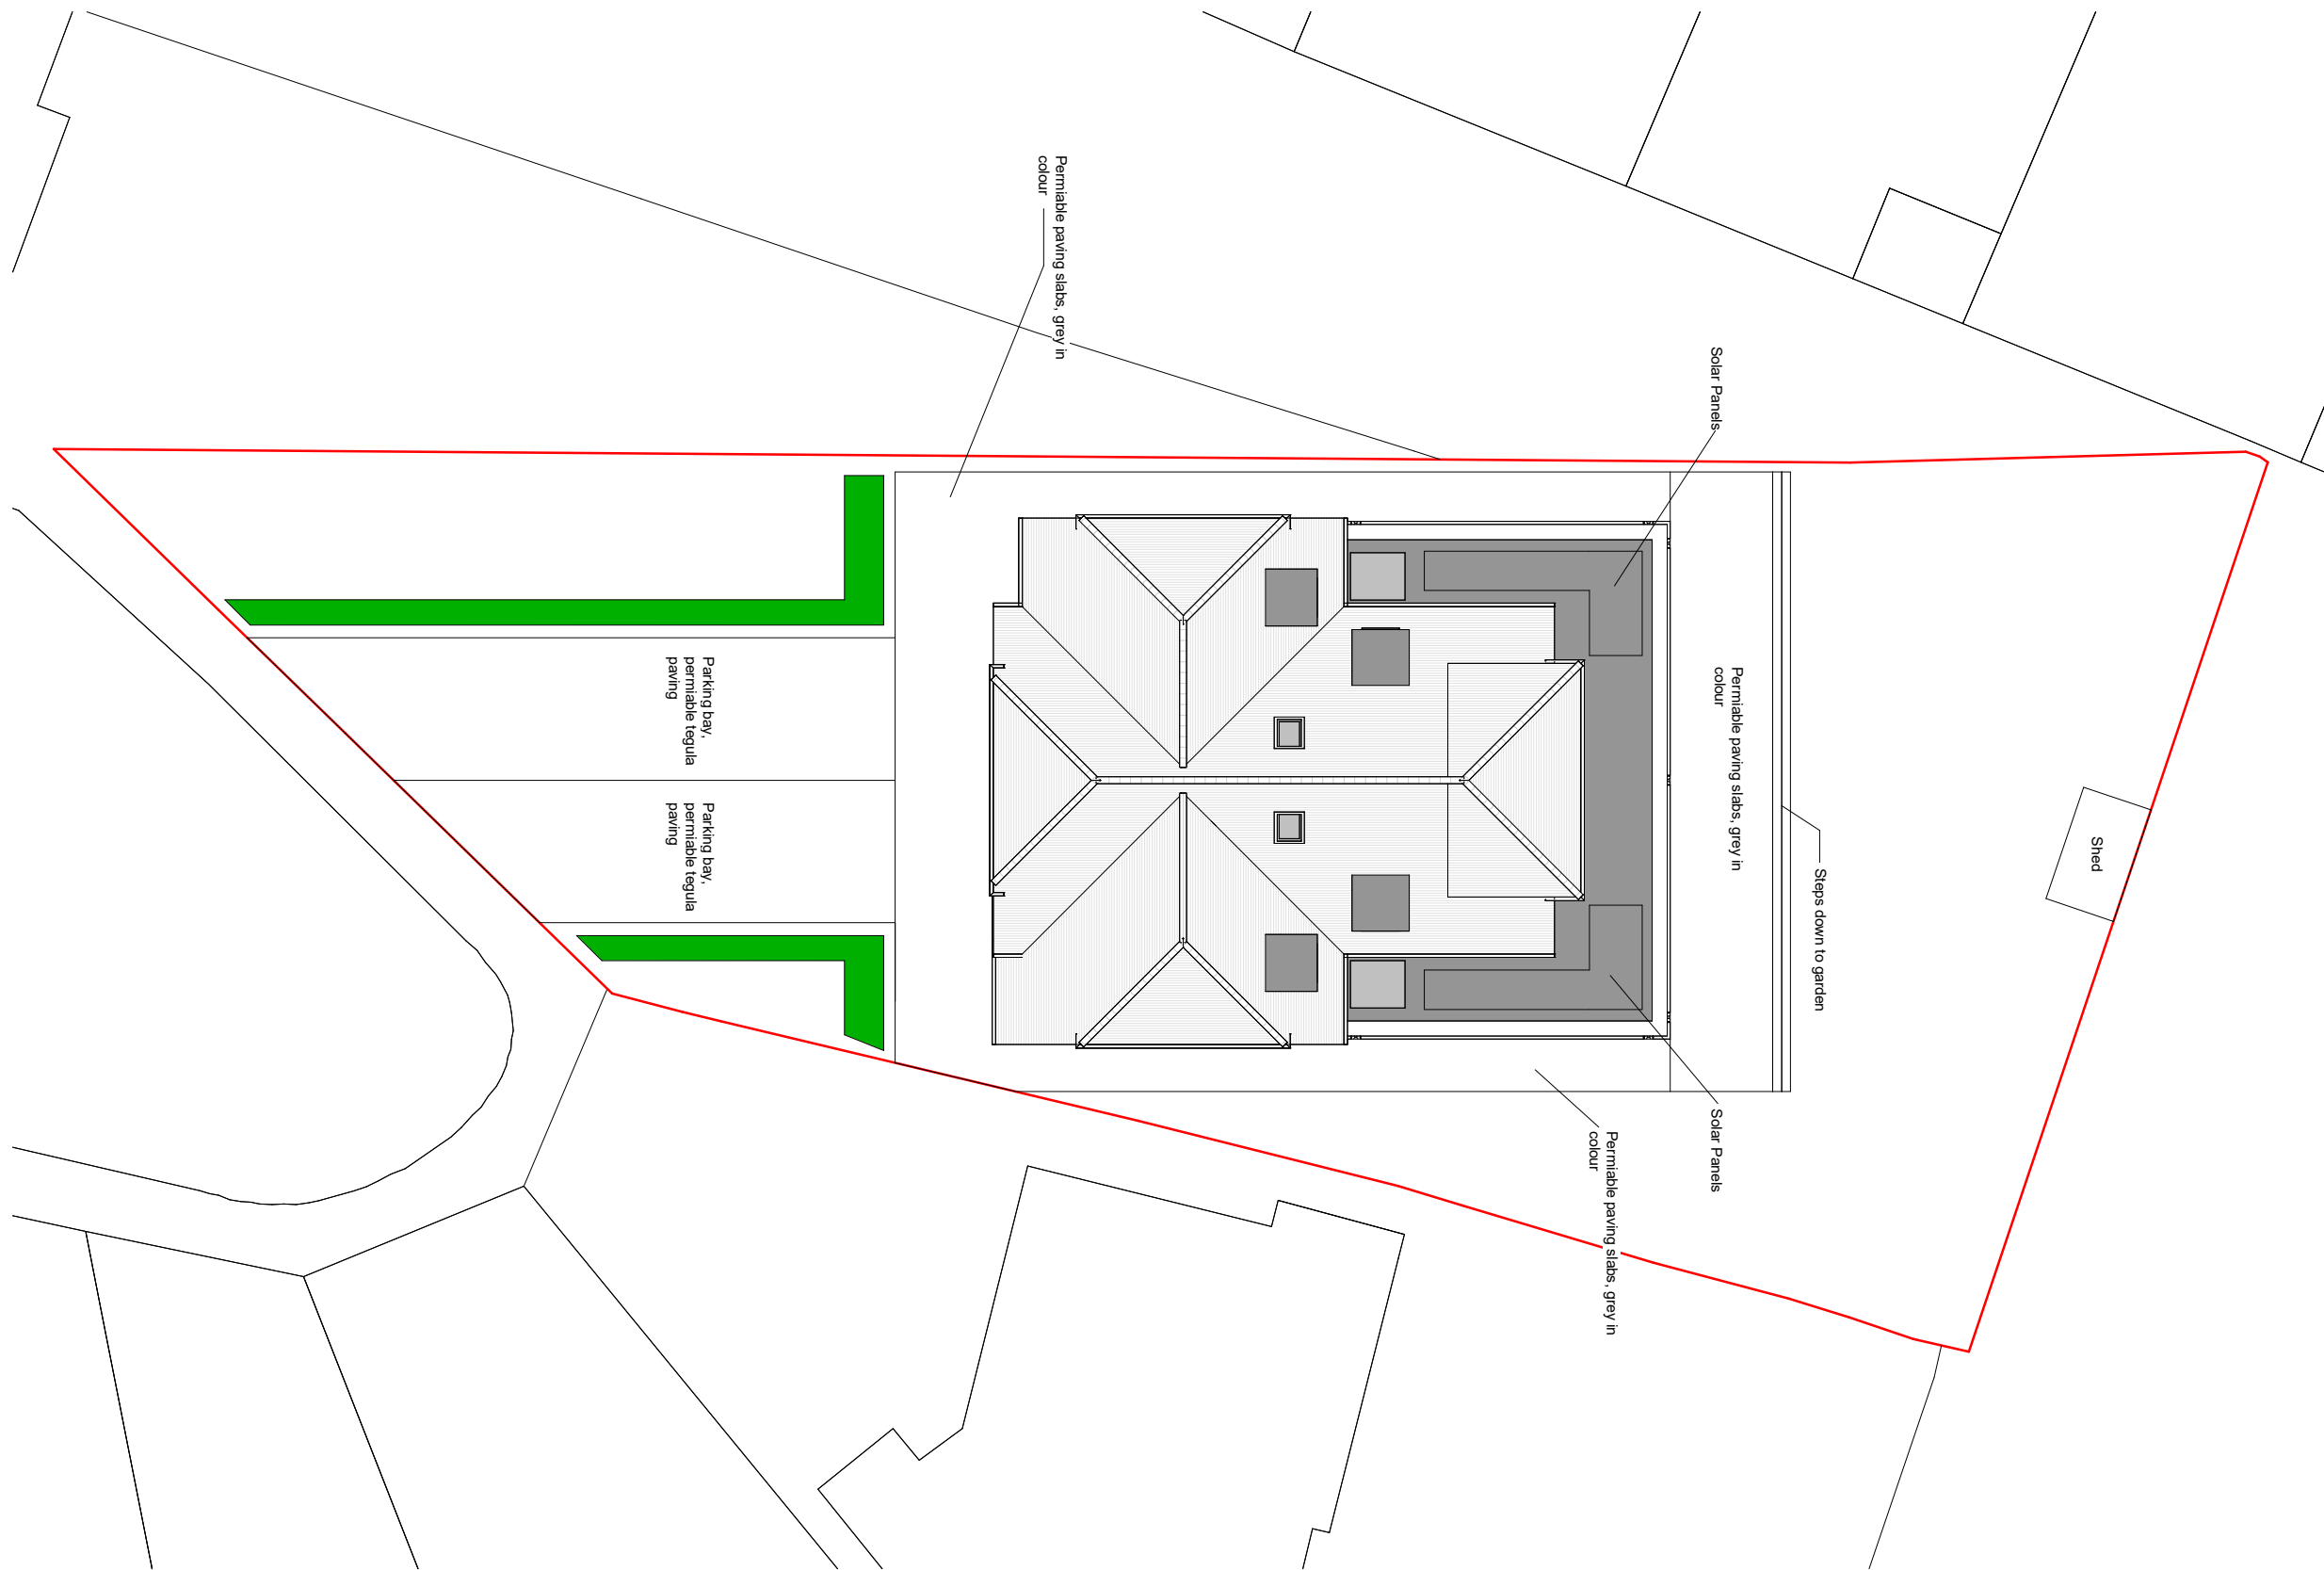 Permiable paving slabs, grey in
colour
Solar Panels
Permiable paving slabs, grey in
colour
Parking bay,
permiable tegula
paving
Parking bay,
permiable tegula
paving
Shed
Steps down to garden
Solar Panels
Permiable paving slabs, grey in
colour